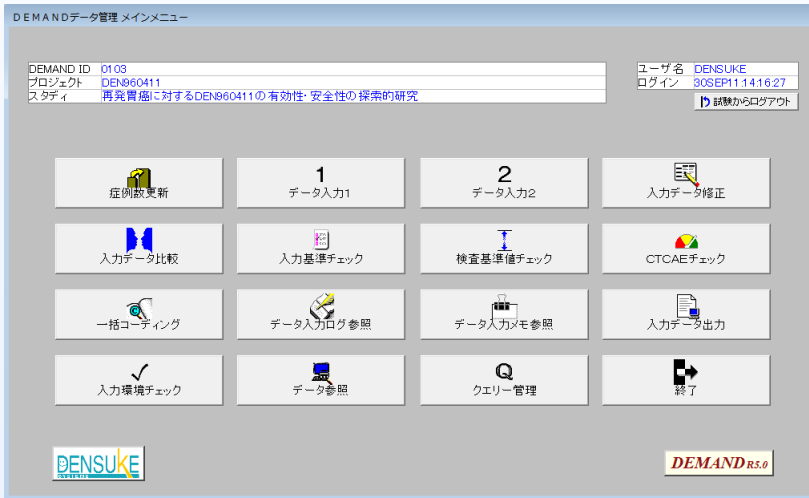 DEMANDデータ管理 メインメニュー
DEMAND ID 0103
プロジェクト DEN960411
スタディ 再発胃癌に対するDEN960411の有効性・安全性の探索的研究
ユーザ名 DENSUKE
ログイン 30SEP11:14:16:27
試験からログアウト
症例数更新
1
データ入力1
2
データ入力2
入力データ修正
入力データ比較
入力基準チェック
検査基準値チェック
CTCAEチェック
一括コーディング
データ入力ログ参照
データ入力メモ参照
入力データ出力
入力環境チェック
データ参照
Q
クエリー管理
終了
DENSUKE
SYSTEMS
DEMAND R5.0